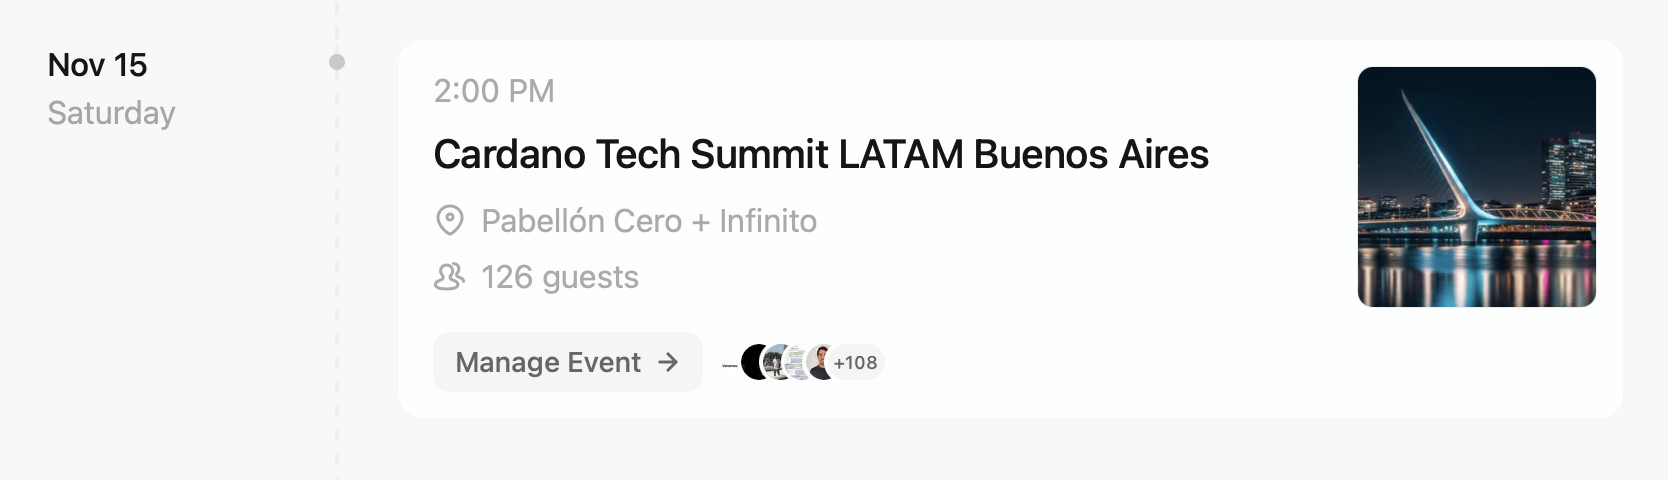 Nov 15
Saturday
2:00 PM
Cardano Tech Summit LATAM Buenos Aires
Pabellón Cero + Infinito
126 guests
Manage Event →
+108